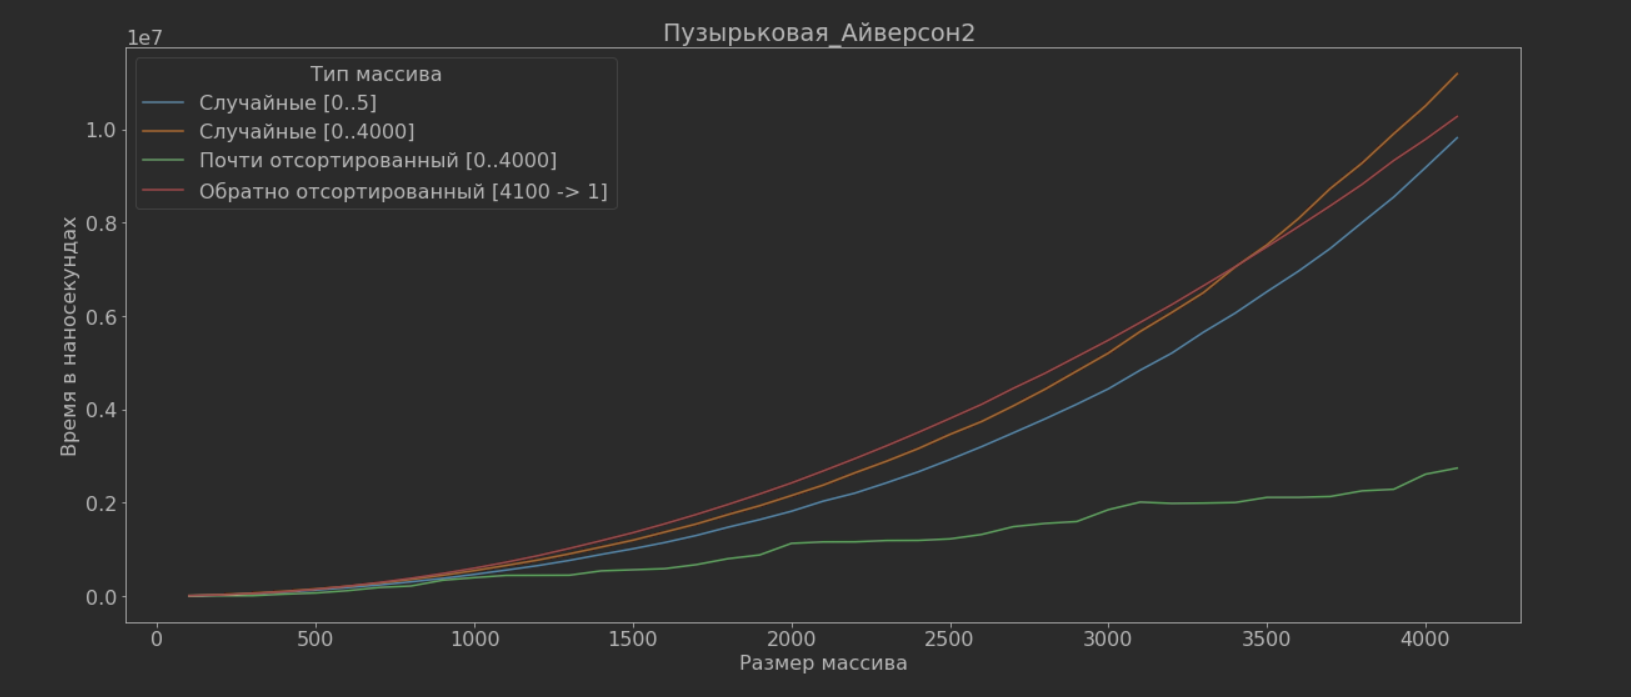 Пузырьковая_Айверсон2
1e7
Тип массива
Случайные [0..5]
Случайные [0..4000]
Почти отсортированный [0..4000]
Обратно отсортированный [4100 -> 1]
1.0
0.8
0.6
0.4
0.2
0.0
Время в наносекундах
0 500 1000 1500 2000 2500 3000 3500 4000
Размер массива